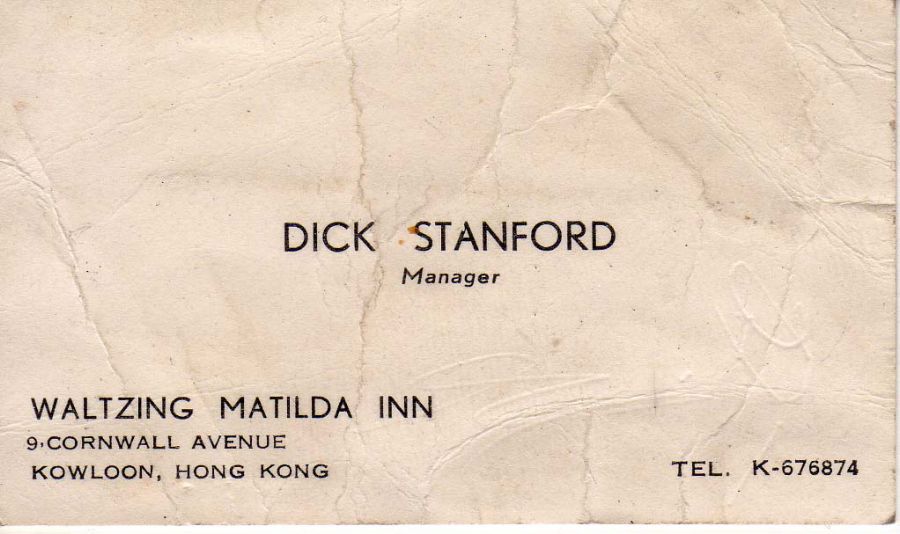 DICK STANFORD
Manager
WALTZING MATILDA INN
9, CORNWALL AVENUE
KOWLOON, HONG KONG
TEL. K-676874